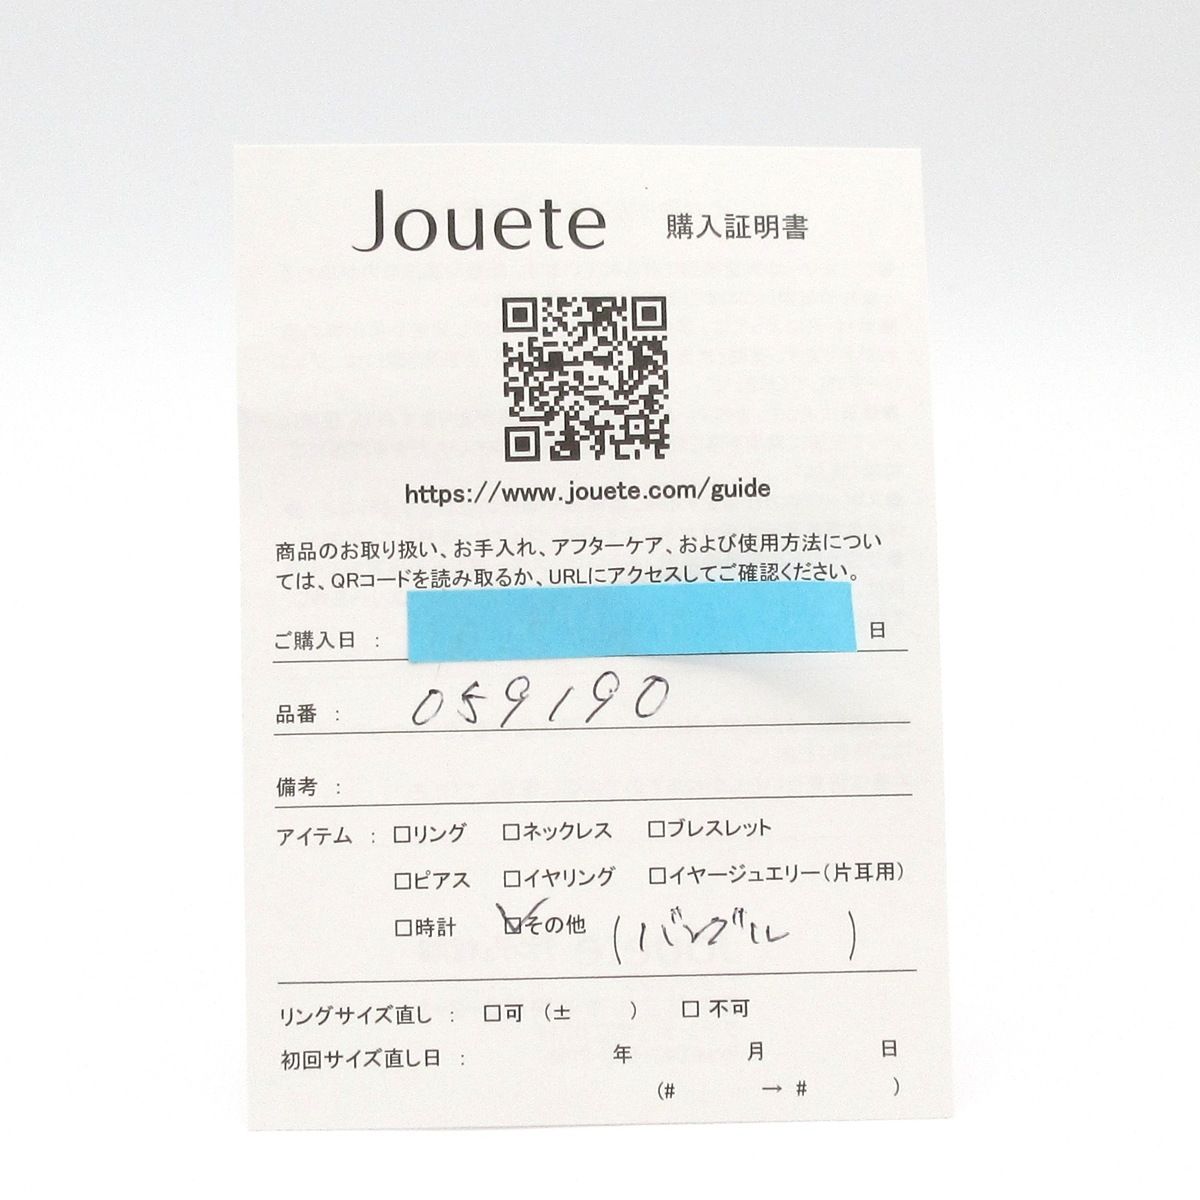 Jouete 購入証明書
https://www.jouete.com/guide
商品のお取り扱い、お手入れ、アフターケア、および使用方法につい
ては、QRコードを読み取るか、URLにアクセスしてご確認ください。
ご購入日 : 日
品番 : 059190
備考 :
アイテム : □リング □ネックレス □ブレスレット
□ピアス □イヤリング □イヤージュエリー(片耳用)
□時計 ☑その他 (バングル)
リングサイズ直し : □可 (± ) □ 不可
初回サイズ直し日 : 年 月 日
(# → # )